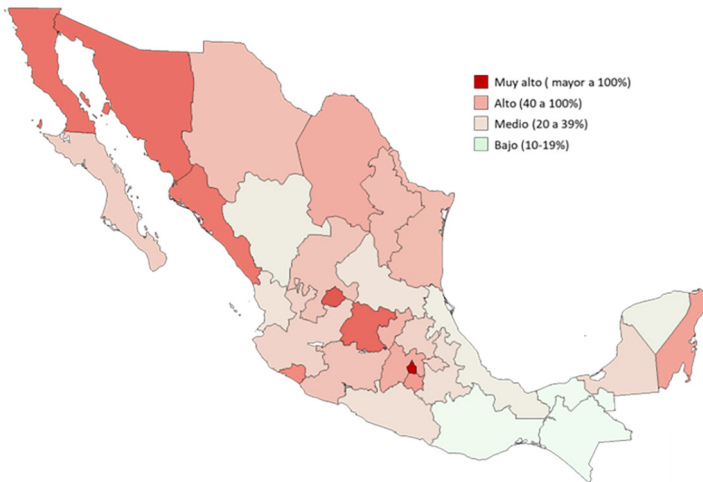 Muy alto ( mayor a 100%)
Alto (40 a 100%)
Medio (20 a 39%)
Bajo (10-19%)